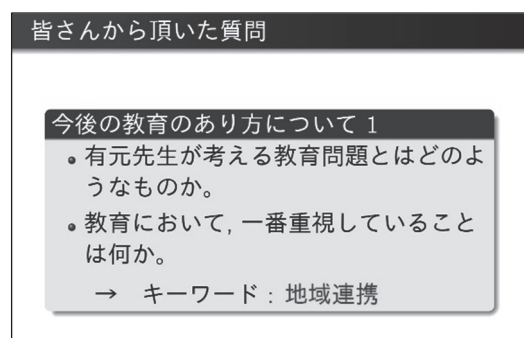 皆さんから頂いた質問
今後の教育のあり方について 1
• 有元先生が考える教育問題とはどのよ
うなものか。
• 教育において, 一番重視していること
は何か。
→ キーワード : 地域連携